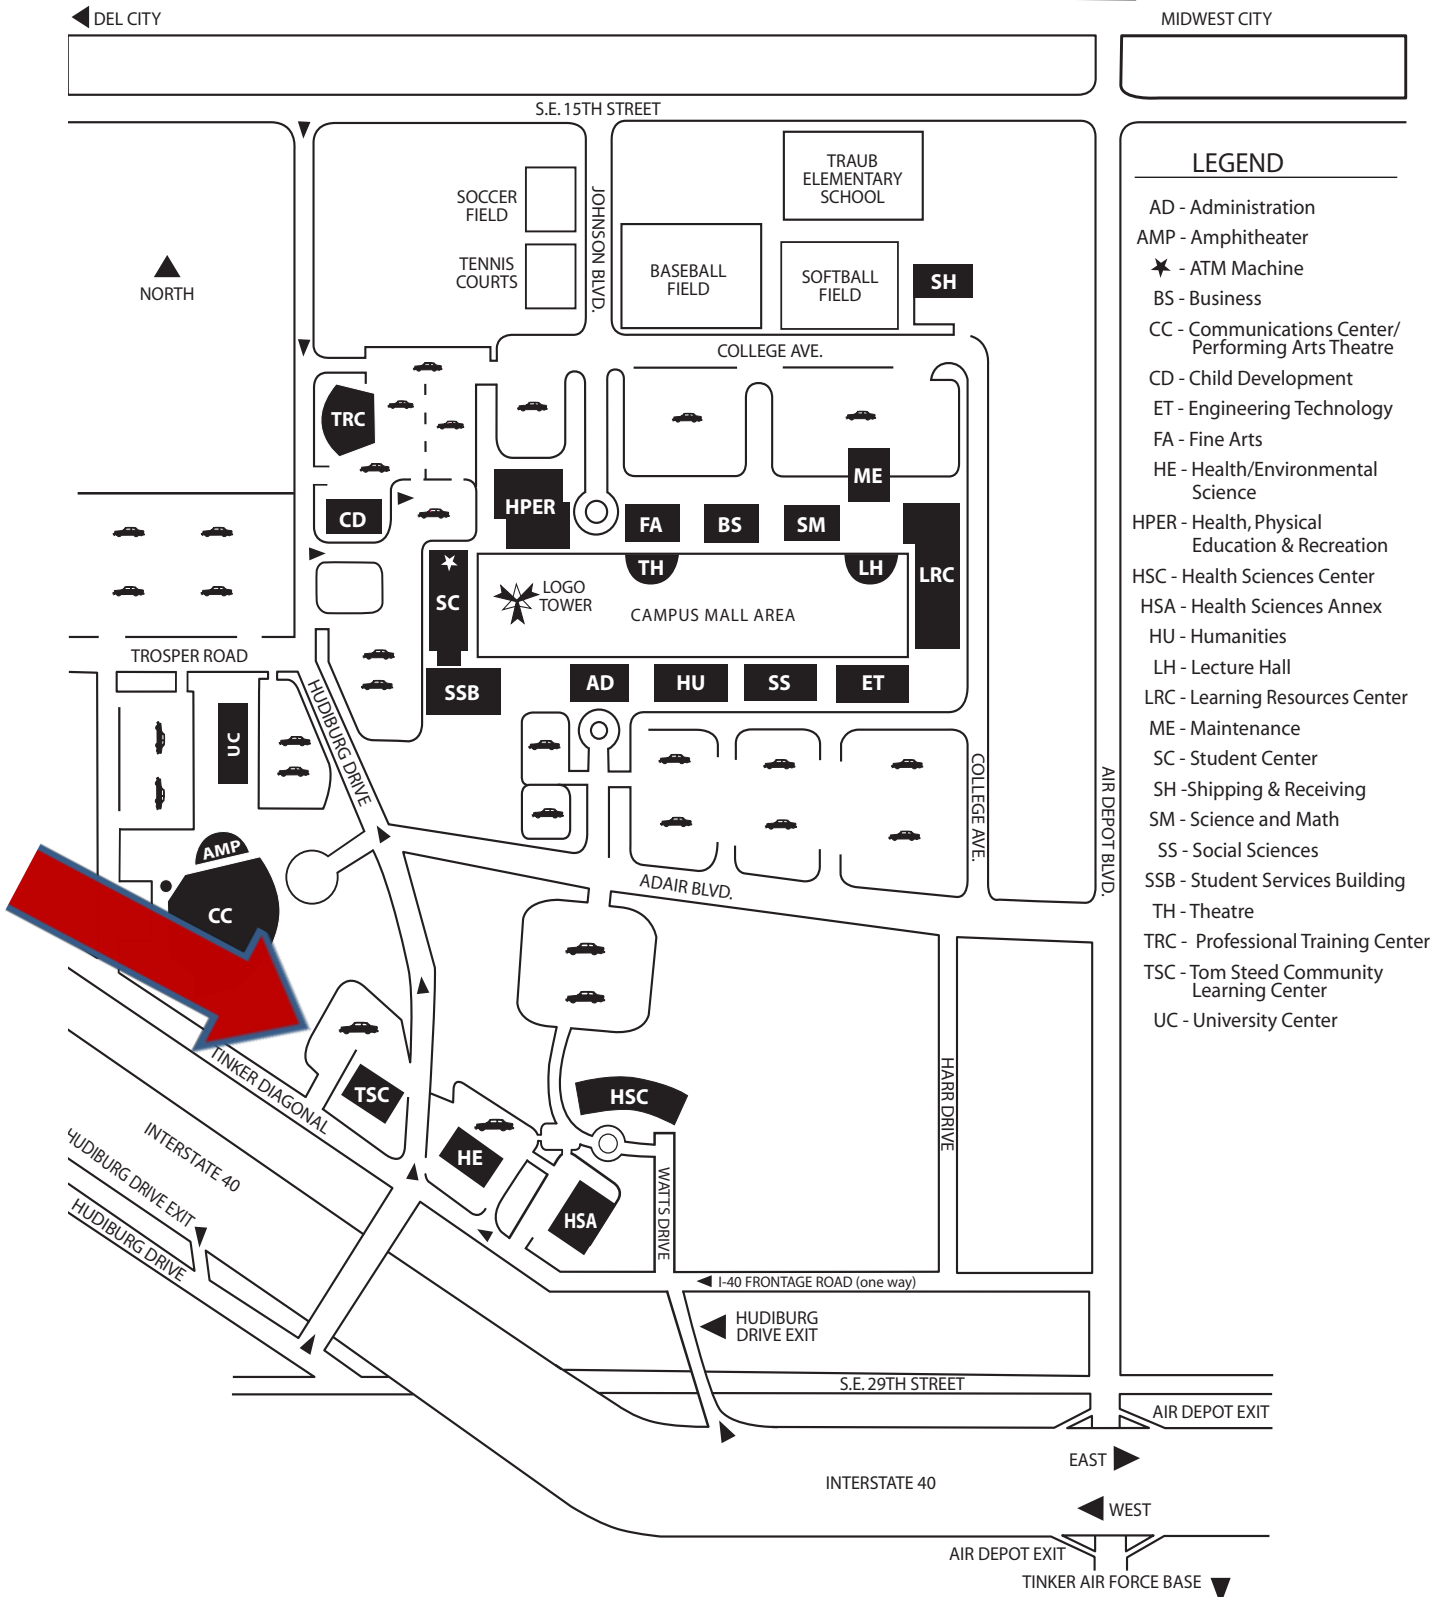 DEL CITY
MIDWEST CITY
S.E. 15TH STREET
LEGEND
AD - Administration
AMP - Amphitheater
- ATM Machine
BS - Business
CC - Communications Center/
Performing Arts Theatre
CD - Child Development
ET - Engineering Technology
FA - Fine Arts
HE - Health/Environmental
Science
HPER - Health, Physical
Education & Recreation
HSC - Health Sciences Center
HSA - Health Sciences Annex
HU - Humanities
LH - Lecture Hall
LRC - Learning Resources Center
ME - Maintenance
SC - Student Center
SH -Shipping & Receiving
SM - Science and Math
SS - Social Sciences
SSB - Student Services Building
TH - Theatre
TRC - Professional Training Center
TSC - Tom Steed Community
Learning Center
UC - University Center
TRAUB
ELEMENTARY
SCHOOL
SOCCER
FIELD
JOHNSON BLVD.
TENNIS
COURTS
BASEBALL
FIELD
SOFTBALL
FIELD
SH
NORTH
COLLEGE AVE.
TRC
ME
HPER
CD
FA
BS
SM
TH
LH
LRC
SC
LOGO
TOWER
CAMPUS MALL AREA
TROSPER ROAD
SSB
AD
HU
SS
ET
HUDIBURG DRIVE
UC
COLLEGE AVE.
AIR DEPOT BLVD.
AMP
CC
ADAIR BLVD.
TINKER DIAGONAL
TSC
HSC
HARR DRIVE
INTERSTATE 40
HE
HUDIBURG DRIVE EXIT
HSA
WATTS DRIVE
HUDIBURG DRIVE
I-40 FRONTAGE ROAD (one way)
HUDIBURG
DRIVE EXIT
S.E. 29TH STREET
AIR DEPOT EXIT
EAST
INTERSTATE 40
WEST
AIR DEPOT EXIT
TINKER AIR FORCE BASE